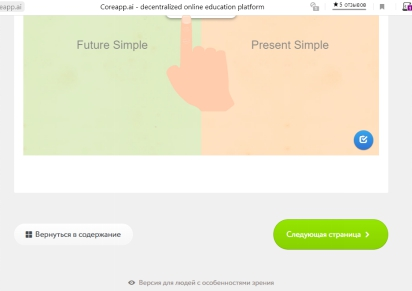 eapp.ai Coreapp.ai - decentralized online education platform ★ 5 отзывов
Future Simple Present Simple
Вернуться в содержание Следующая страница
Версия для людей с особенностями зрения